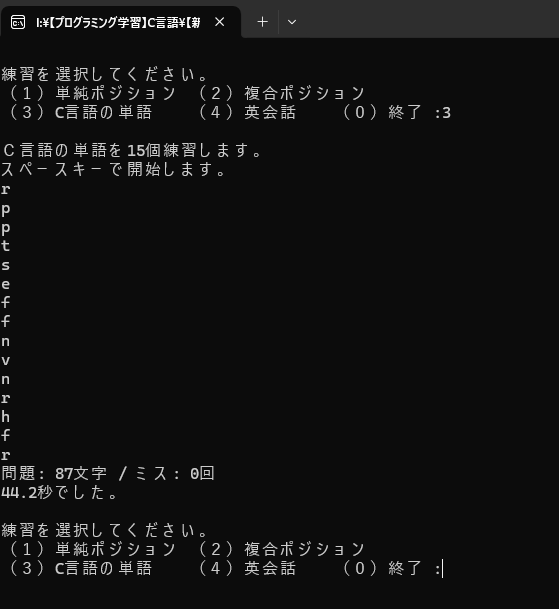 I:¥【プログラミング学習】C言語¥【新
練習を選択してください。
（１）単純ポジション （２）複合ポジション
（３）C言語の単語 （４）英会話 （０）終了 :3
Ｃ言語の単語を15個練習します。
スペースキーで開始します。
r
p
p
t
s
e
f
f
n
v
n
r
h
f
r
問題: 87文字 / ミス: 0回
44.2秒でした。
練習を選択してください。
（１）単純ポジション （２）複合ポジション
（３）C言語の単語 （４）英会話 （０）終了 :